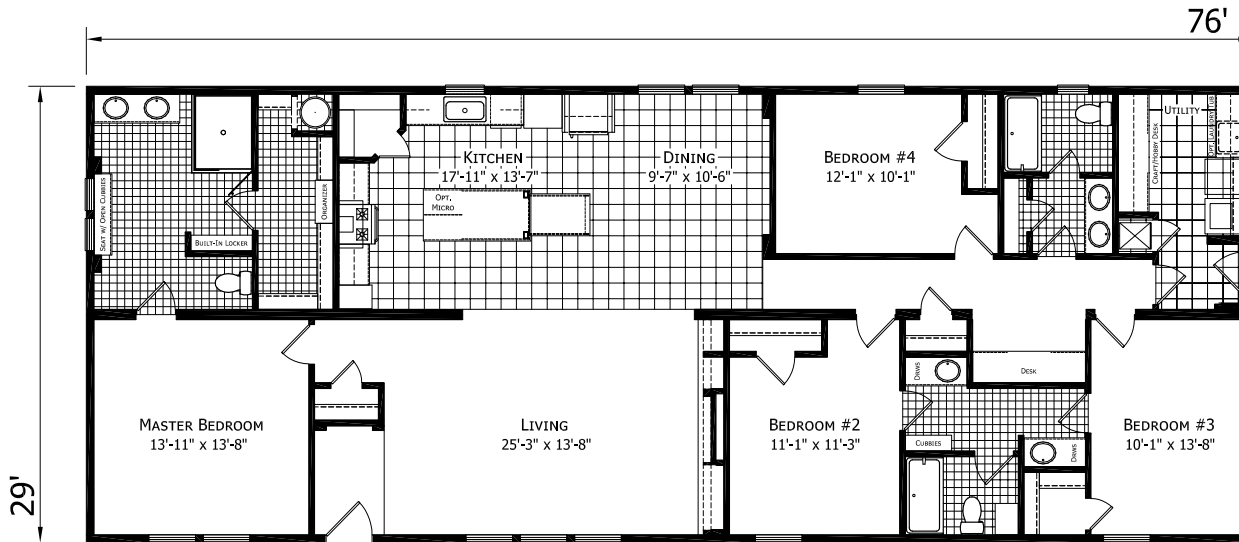 76'
29'
SEAT W/ OPEN CUBBIES
BUILT-IN LOCKER
ORGANIZER
KITCHEN
17'-11" x 13'-7"
OPT.
MICRO
DINING
9'-7" x 10'-6"
BEDROOM #4
12'-1" x 10'-1"
CRAFT/HOBBY DESK
UTILITY
OPT. LAUNDRY TUB
MASTER BEDROOM
13'-11" x 13'-8"
LIVING
25'-3" x 13'-8"
BEDROOM #2
11'-1" x 11'-3"
DRWS
CUBBIES
DESK
DRWS
BEDROOM #3
10'-1" x 13'-8"